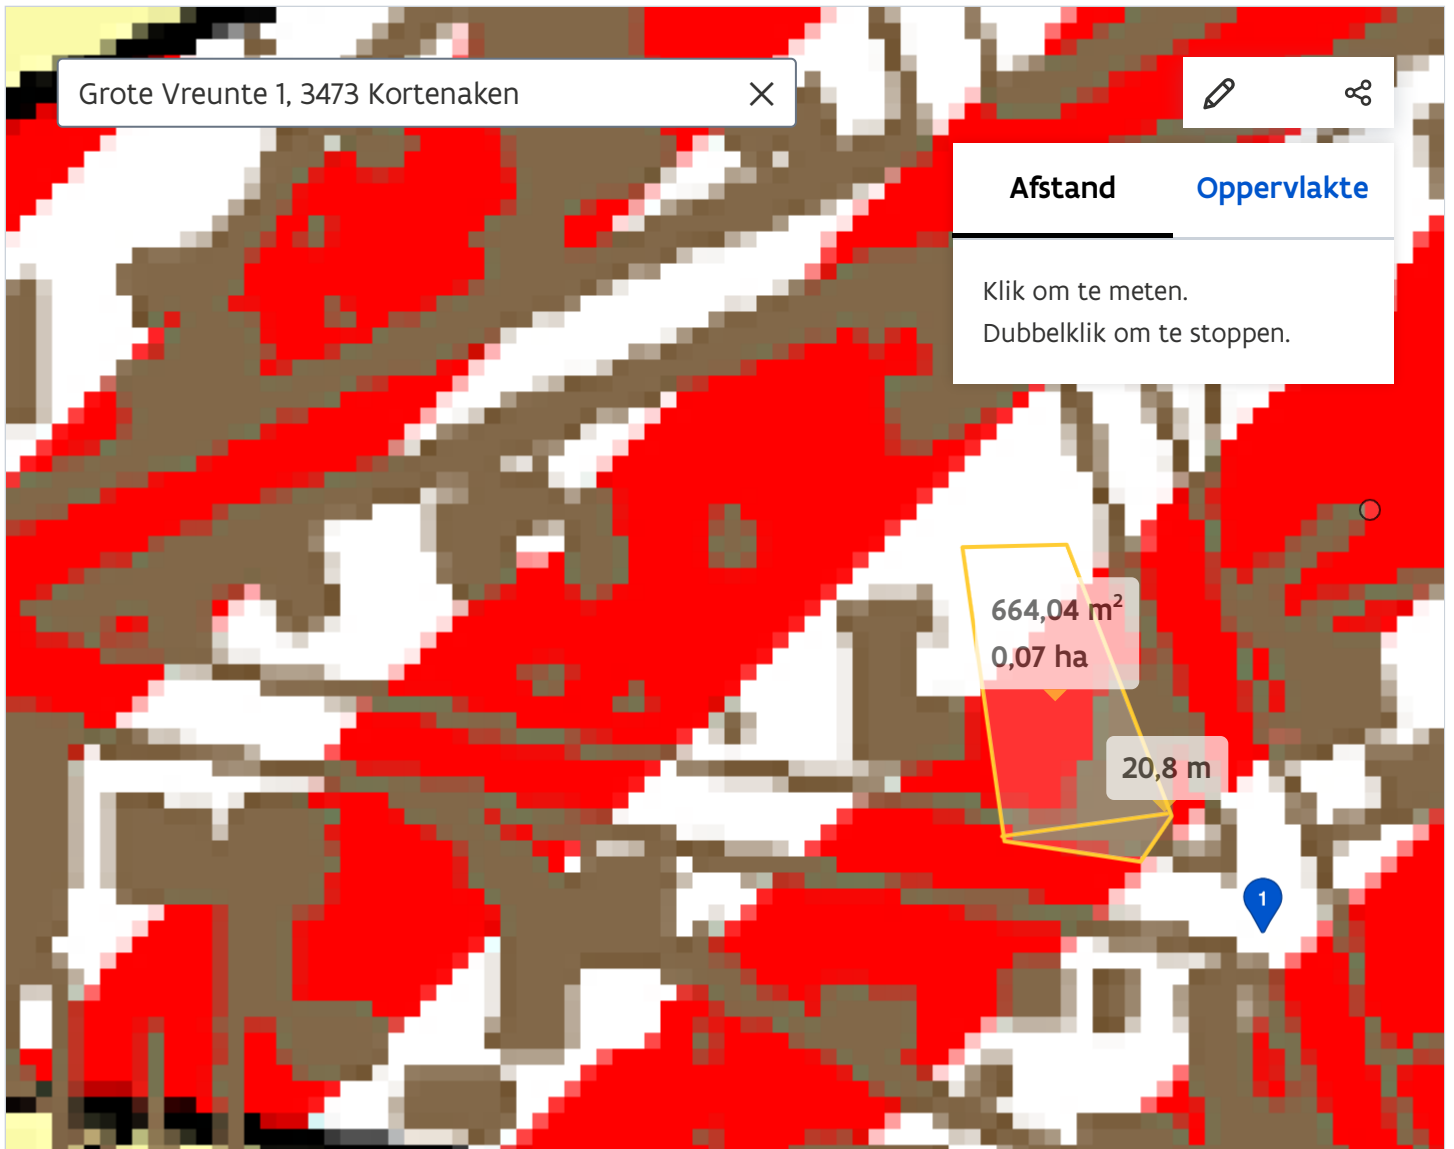 Grote Vreunte 1, 3473 Kortenaken
Afstand
Oppervlakte
Klik om te meten.
Dubbelklik om te stoppen.
664,04 m²
0,07 ha
20,8 m
1